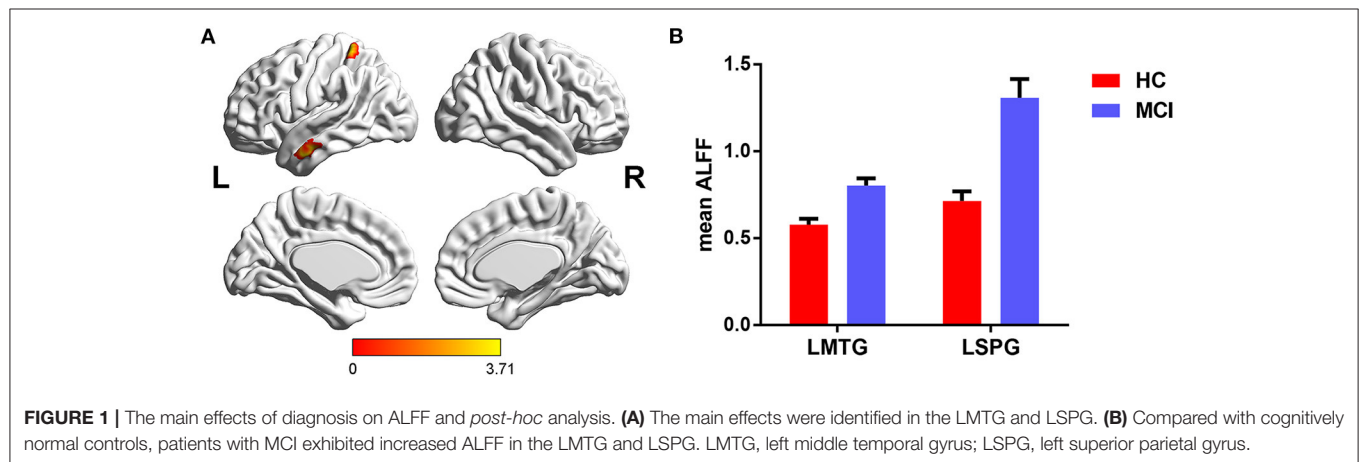 A
L
R
0
3.71
B
mean ALFF
1.5
1.0
0.5
0.0
LMTG
LSPG
HC
MCI
FIGURE 1 | The main effects of diagnosis on ALFF and post-hoc analysis. (A) The main effects were identified in the LMTG and LSPG. (B) Compared with cognitively
normal controls, patients with MCI exhibited increased ALFF in the LMTG and LSPG. LMTG, left middle temporal gyrus; LSPG, left superior parietal gyrus.